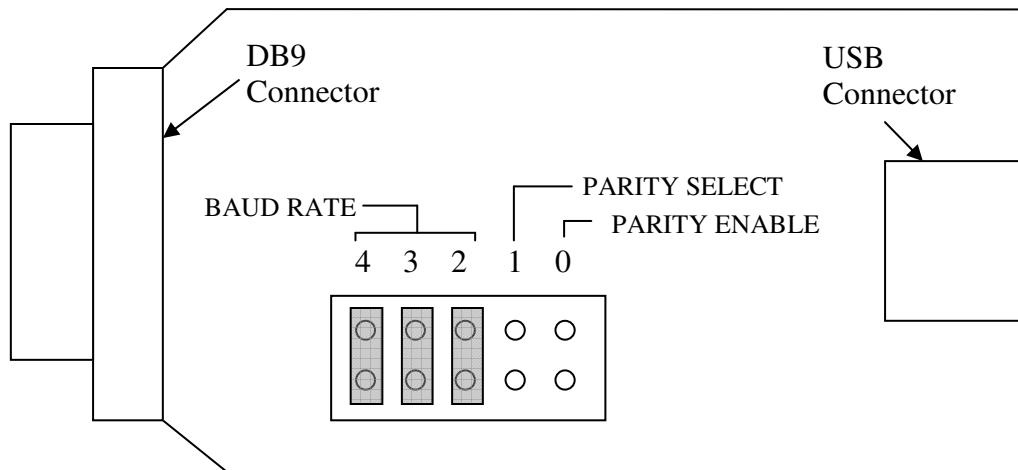 DB9
Connector
USB
Connector
PARITY SELECT
BAUD RATE
PARITY ENABLE
4 3 2 1 0